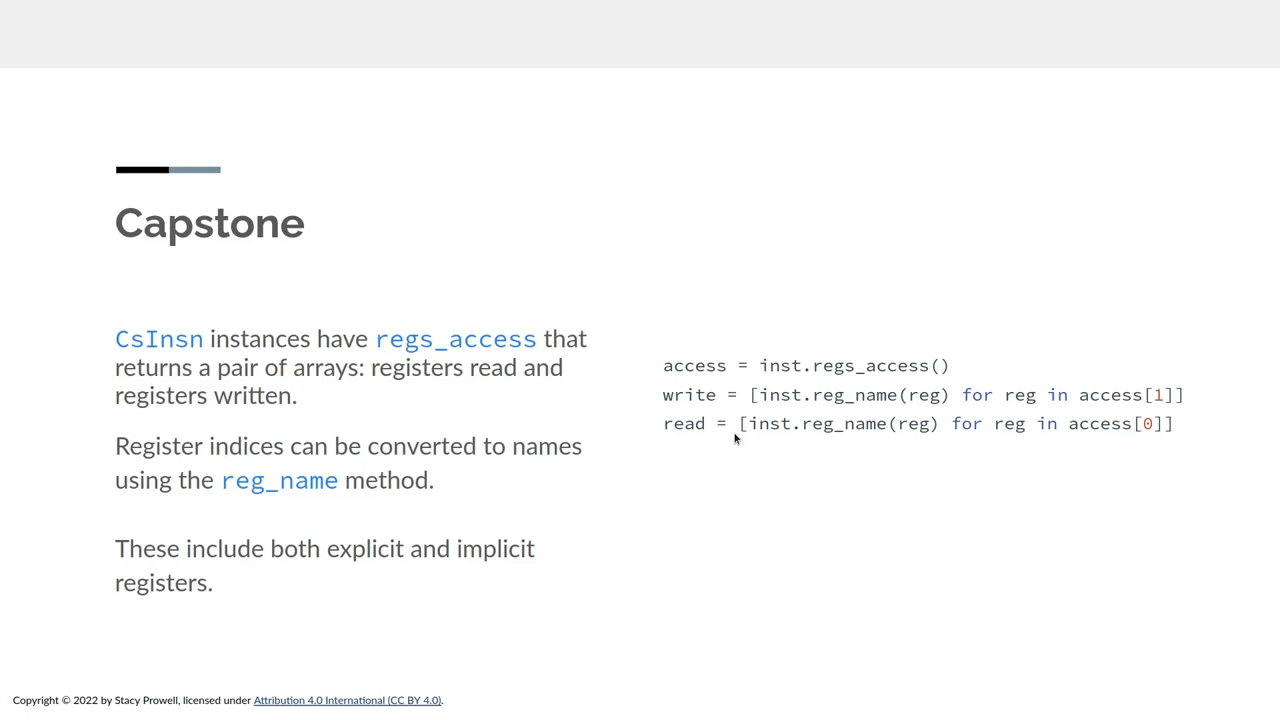 Capstone
CsInsn instances have regs_access that
returns a pair of arrays: registers read and
registers written.
Register indices can be converted to names
using the reg_name method.
These include both explicit and implicit
registers.
access = inst.regs_access()
write = [inst.reg_name(reg) for reg in access[1]]
read = [inst.reg_name(reg) for reg in access[0]]
Copyright © 2022 by Stacy Prowell, licensed under Attribution 4.0 International (CC BY 4.0).